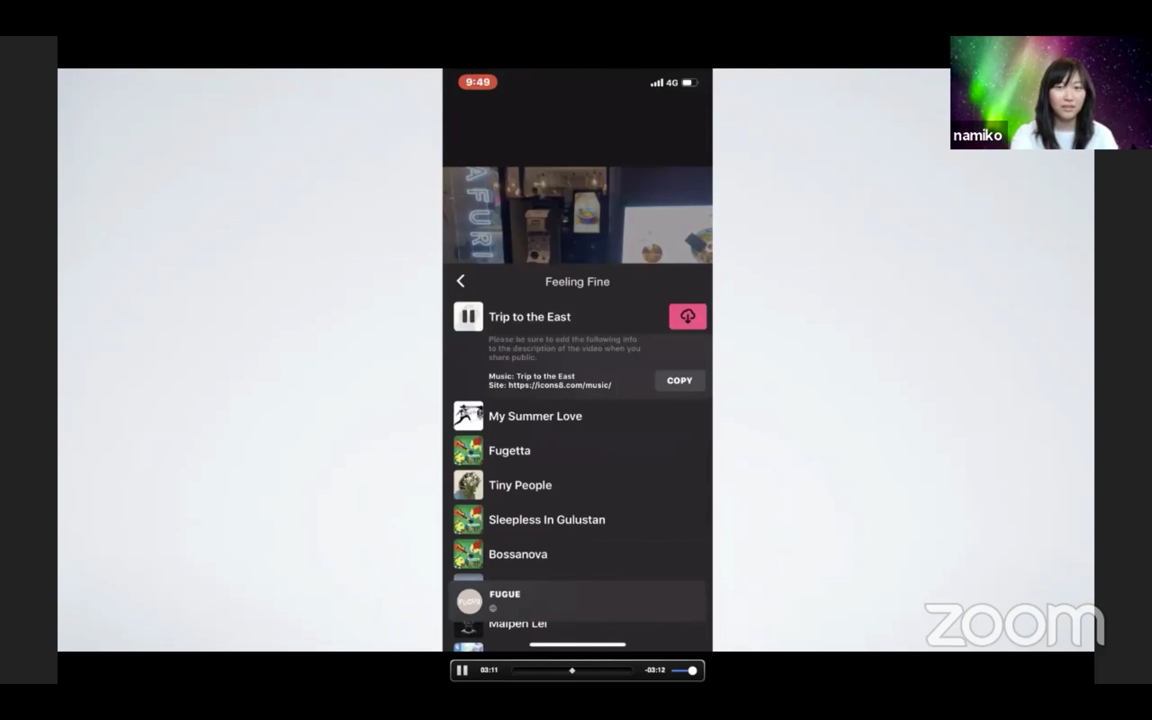 9:49
4G
namiko
AFURI
Feeling Fine
Trip to the East
Please be sure to add the following info
to the description of the video when you
share public.
Music: Trip to the East
Site: https://icons8.com/music/
COPY
My Summer Love
Fugetta
Tiny People
Sleepless In Gulustan
Bossanova
FUGUE
Maipen Lei
zoom
03:11
-03:12